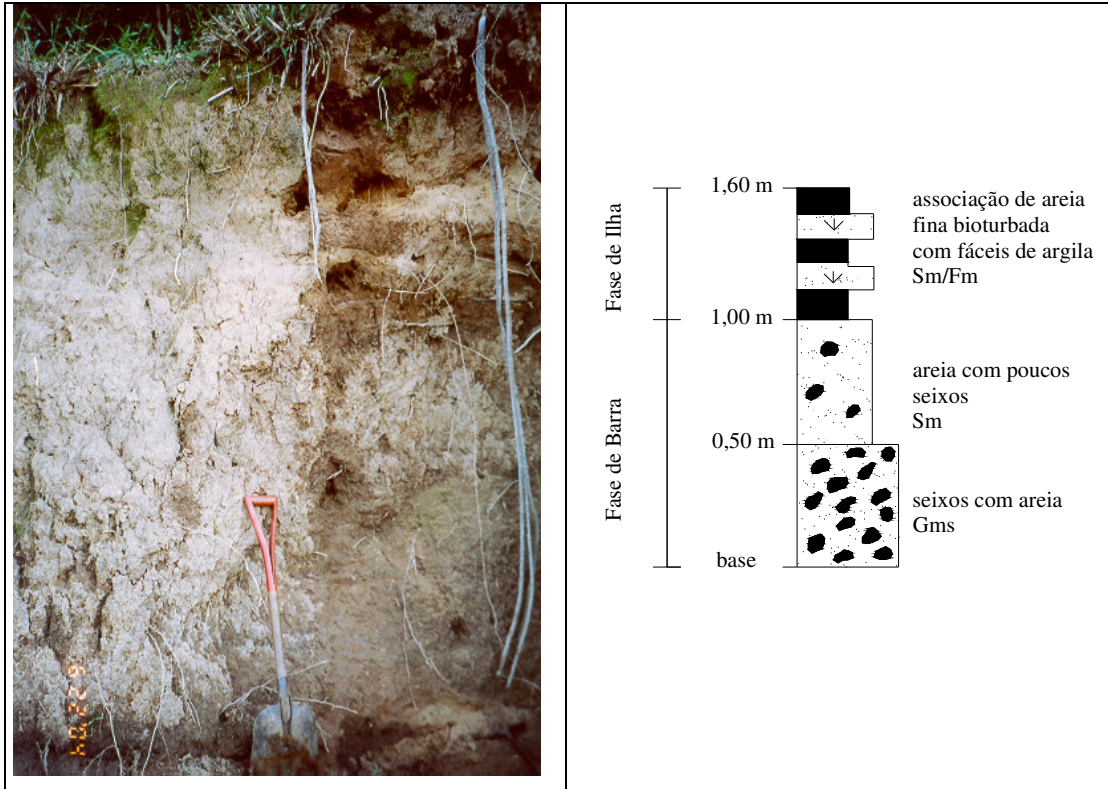 1,60 m
associação de areia
fina bioturbada
com fáceis de argila
Sm/Fm
Fase de Ilha
1,00 m
areia com poucos
seixos
Sm
0,50 m
Fase de Barra
seixos com areia
Gms
base